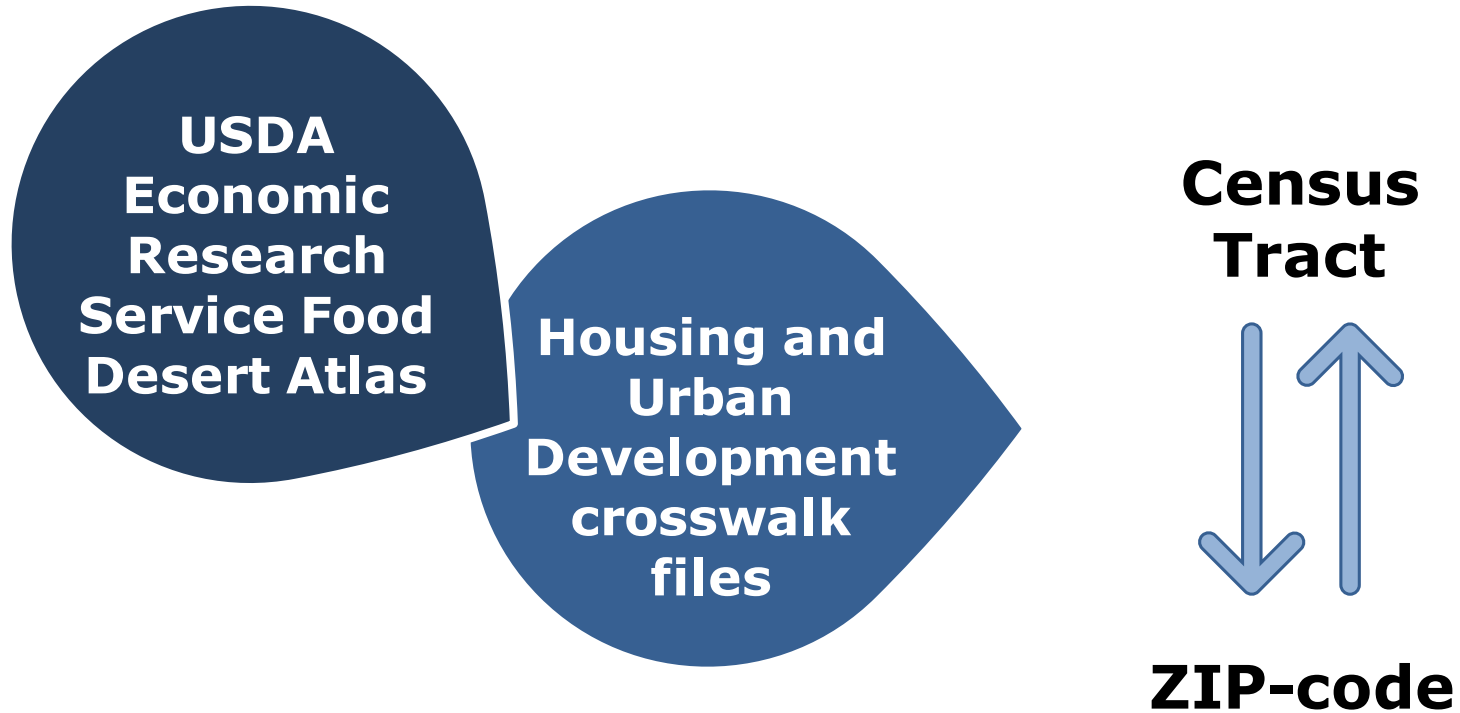 USDA
Economic
Research
Service Food
Desert Atlas
Housing and
Urban
Development
crosswalk
files
Census
Tract
ZIP-code